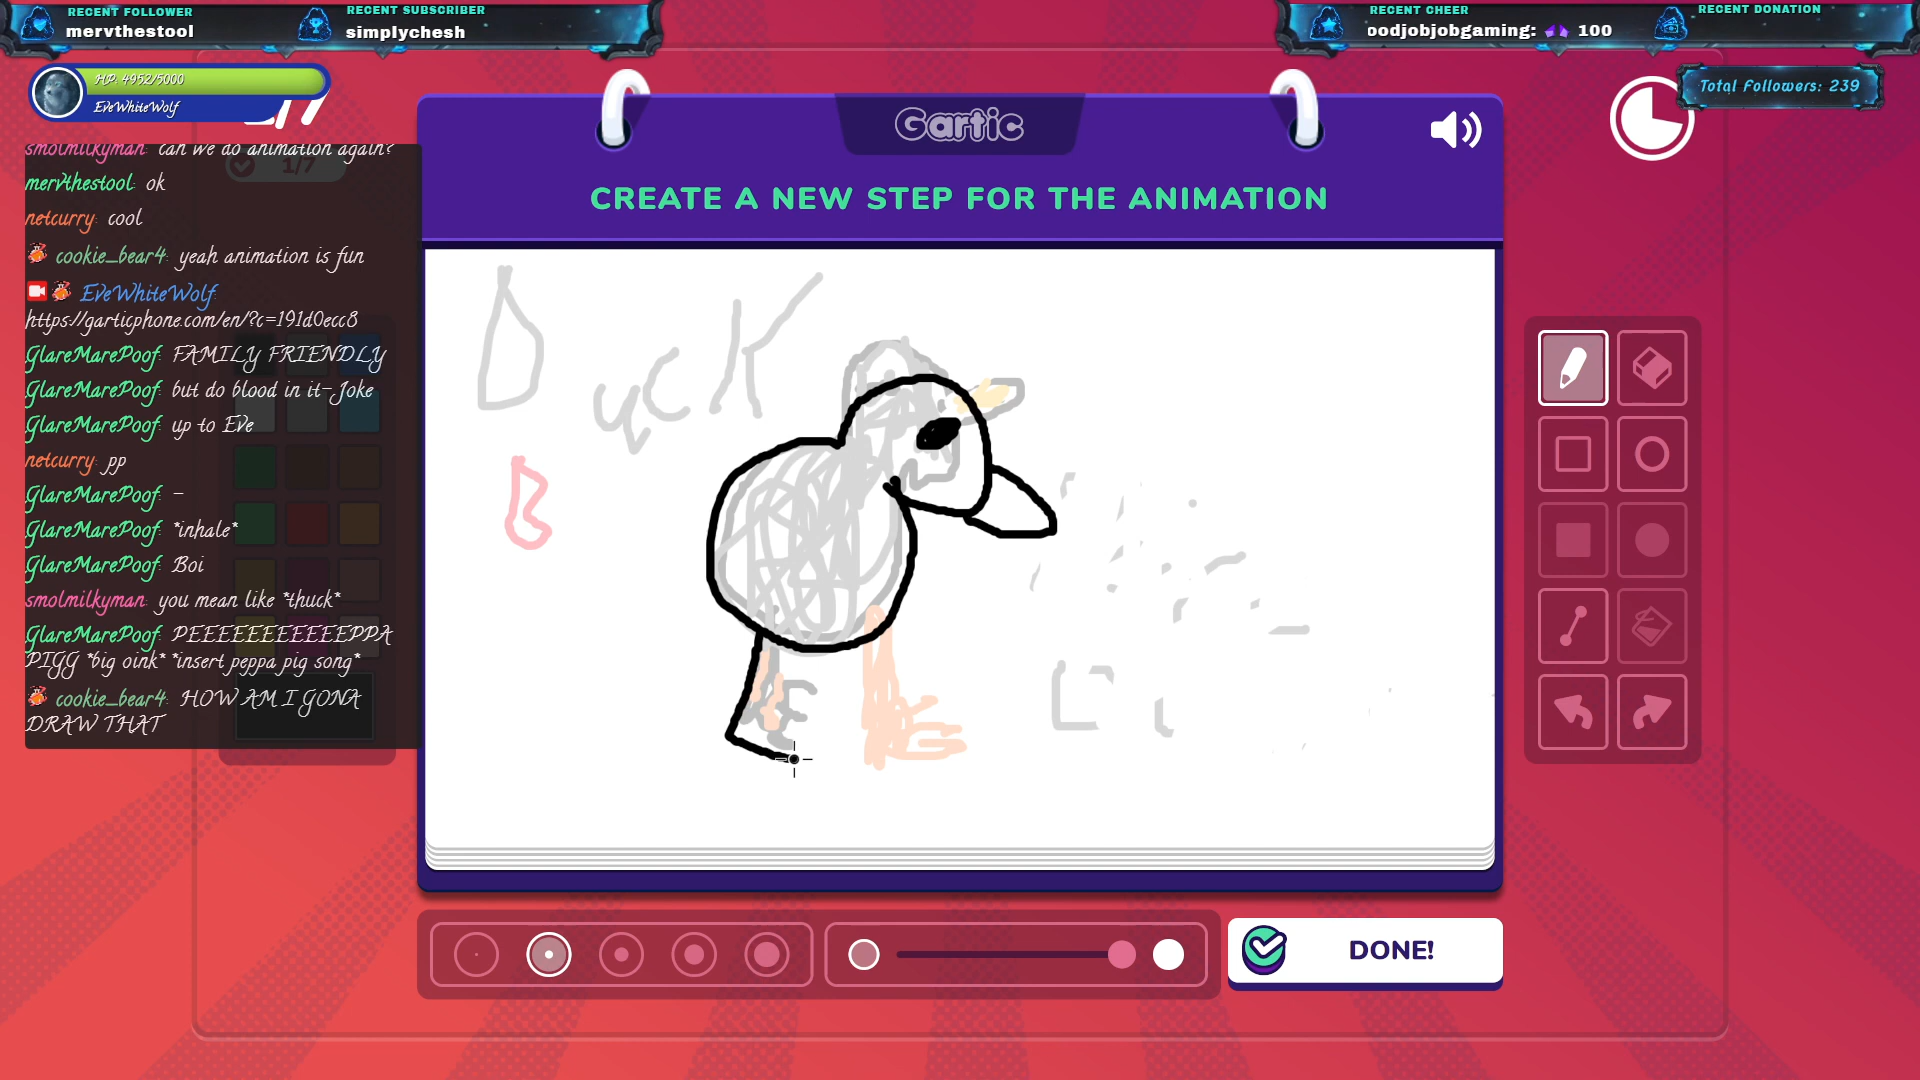 RECENT FOLLOWER
mervthestool
RECENT SUBSCRIBER
simplychesh
RECENT CHEER
oodjobjobgaming: 100
RECENT DONATION
HP: 4952/5000
EveWhiteWolf
Total Followers: 239
Gartic
CREATE A NEW STEP FOR THE ANIMATION
smolmilkyman: can we do animation again?
1/7
mervthestool: ok
netcurry: cool
cookie_bear4: yeah animation is fun
EveWhiteWolf:
https://garticphone.com/en/?c=191d0ecc8
GlareMarePoof: FAMILY FRIENDLY
GlareMarePoof: but do blood in it- Joke
GlareMarePoof: up to Eve
netcurry: pp
GlareMarePoof: -
GlareMarePoof: *inhale*
GlareMarePoof: Boi
smolmilkyman: you mean like *thuck*
GlareMarePoof: PEEEEEEEEEEEPPA
PIGG *big oink* *insert peppa pig song*
cookie_bear4: HOW AM I GONA
DRAW THAT
DucK
B
DONE!